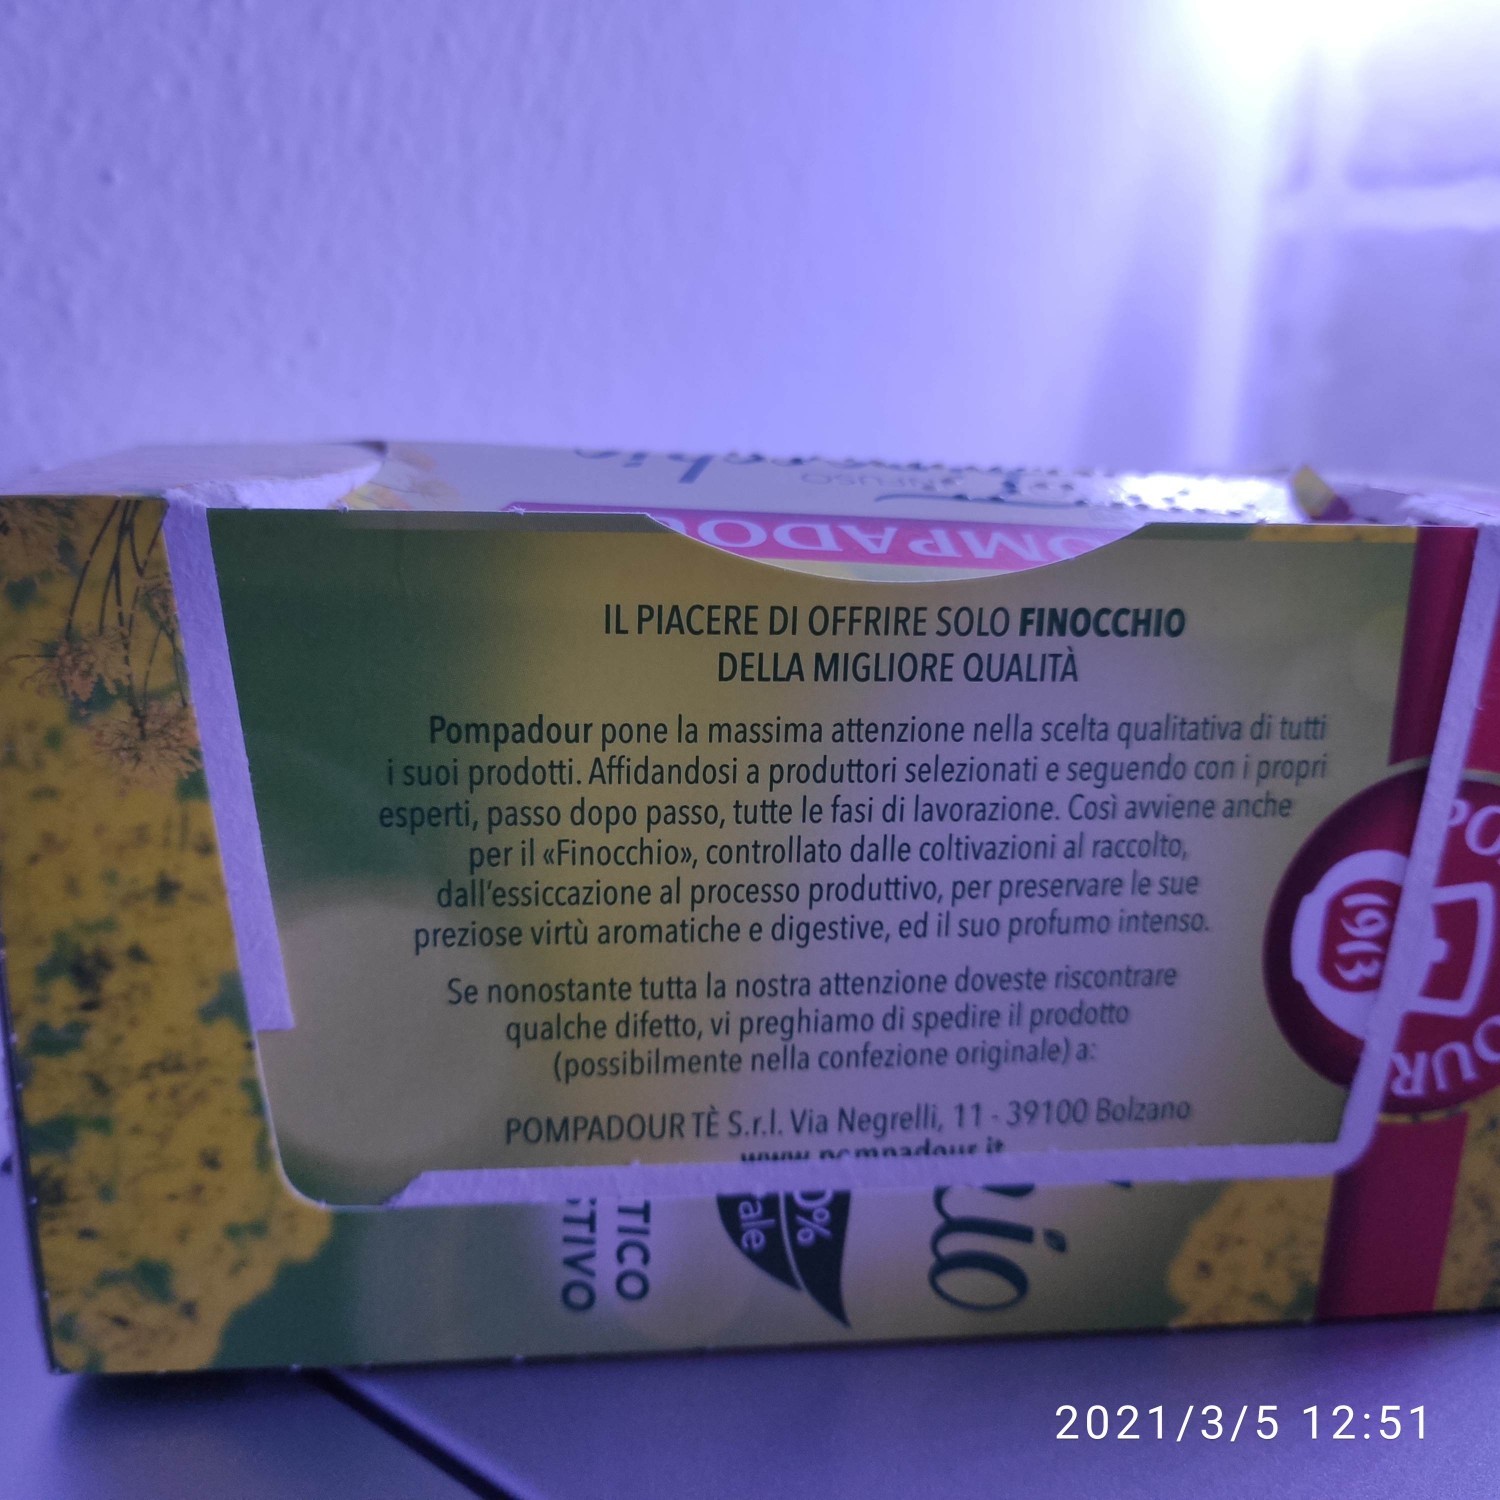 IL PIACERE DI OFFRIRE SOLO FINOCCHIO
DELLA MIGLIORE QUALITÀ
Pompadour pone la massima attenzione nella scelta qualitativa di tutti
i suoi prodotti. Affidandosi a produttori selezionati e seguendo con i propri
esperti, passo dopo passo, tutte le fasi di lavorazione. Così avviene anche
per il «Finocchio», controllato dalle coltivazioni al raccolto,
dall'essiccazione al processo produttivo, per preservare le sue
preziose virtù aromatiche e digestive, ed il suo profumo intenso.
Se nonostante tutta la nostra attenzione doveste riscontrare
qualche difetto, vi preghiamo di spedire il prodotto
(possibilmente nella confezione originale) a:
POMPADOUR TÈ S.r.l. Via Negrelli, 11 - 39100 Bolzano
www.pompadour.it
1913
2021/3/5 12:51